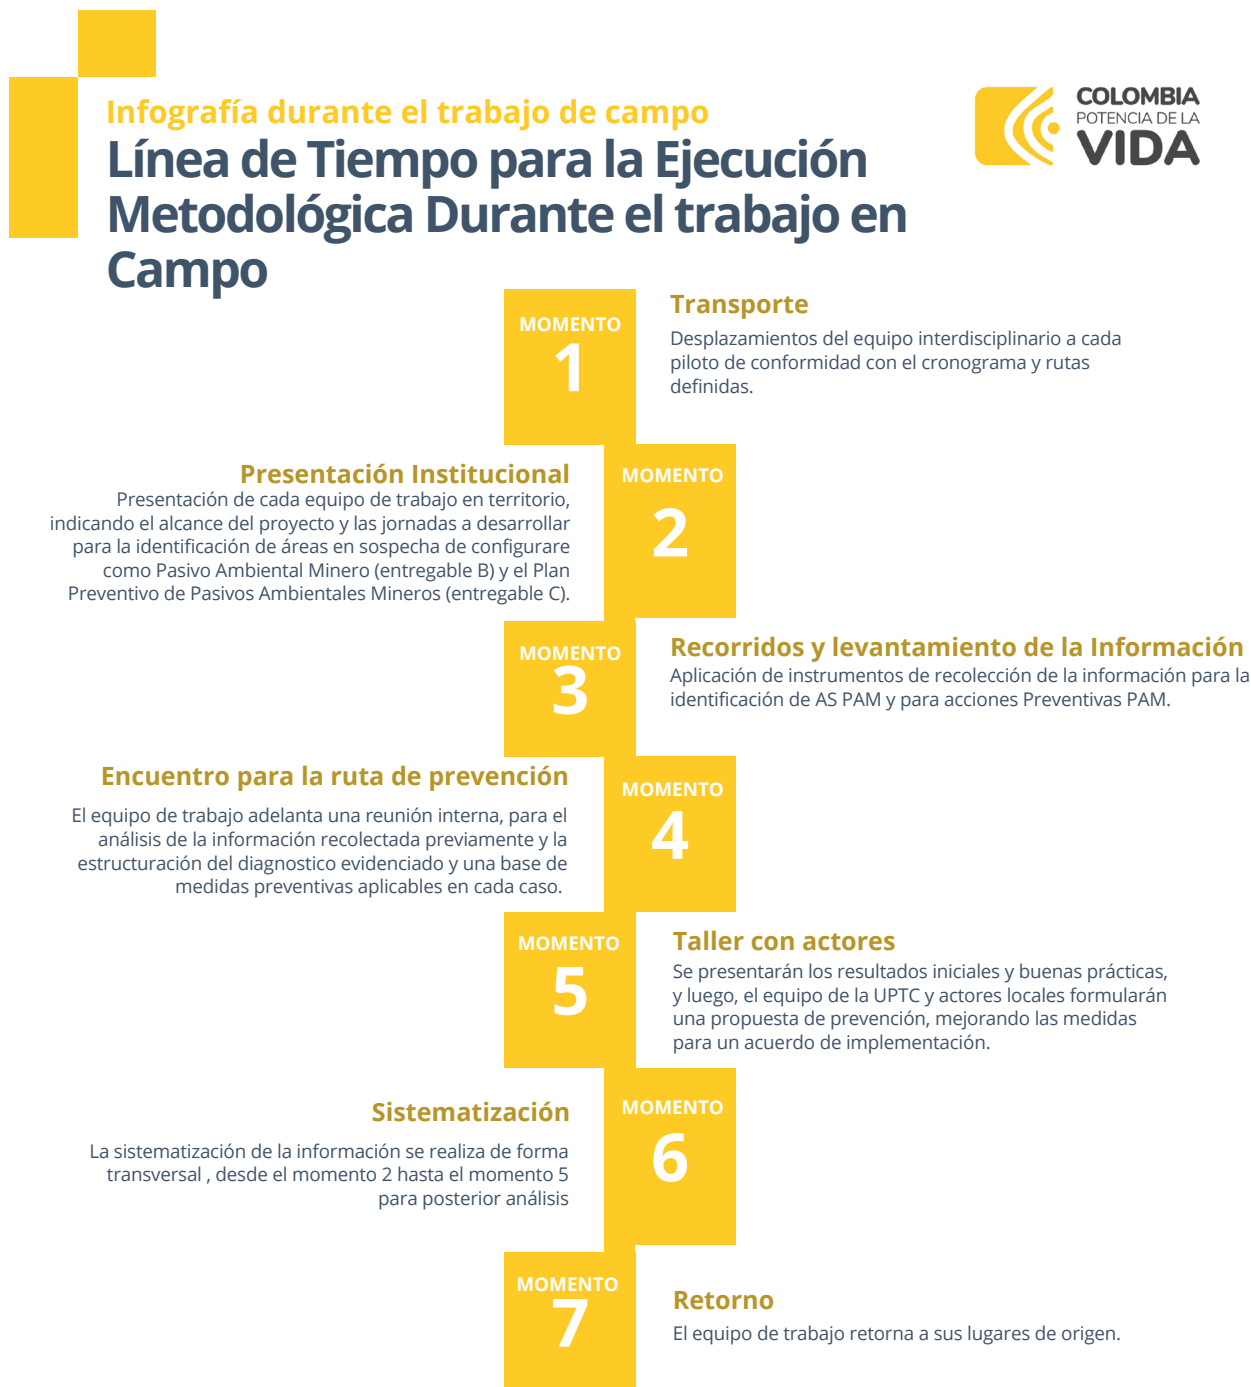 Infografía durante el trabajo de campo
Línea de Tiempo para la Ejecución
Metodológica Durante el trabajo en
Campo
COLOMBIA
POTENCIA DE LA
VIDA
MOMENTO
1
Transporte
Desplazamientos del equipo interdisciplinario a cada
piloto de conformidad con el cronograma y rutas
definidas.
Presentación Institucional
Presentación de cada equipo de trabajo en territorio,
indicando el alcance del proyecto y las jornadas a desarrollar
para la identificación de áreas en sospecha de configurare
como Pasivo Ambiental Minero (entregable B) y el Plan
Preventivo de Pasivos Ambientales Mineros (entregable C).
MOMENTO
2
MOMENTO
3
Recorridos y levantamiento de la Información
Aplicación de instrumentos de recolección de la información para la
identificación de AS PAM y para acciones Preventivas PAM.
Encuentro para la ruta de prevención
El equipo de trabajo adelanta una reunión interna, para el
análisis de la información recolectada previamente y la
estructuración del diagnostico evidenciado y una base de
medidas preventivas aplicables en cada caso.
MOMENTO
4
MOMENTO
5
Taller con actores
Se presentarán los resultados iniciales y buenas prácticas,
y luego, el equipo de la UPTC y actores locales formularán
una propuesta de prevención, mejorando las medidas
para un acuerdo de implementación.
Sistematización
La sistematización de la información se realiza de forma
transversal , desde el momento 2 hasta el momento 5
para posterior análisis
MOMENTO
6
MOMENTO
7
Retorno
El equipo de trabajo retorna a sus lugares de origen.